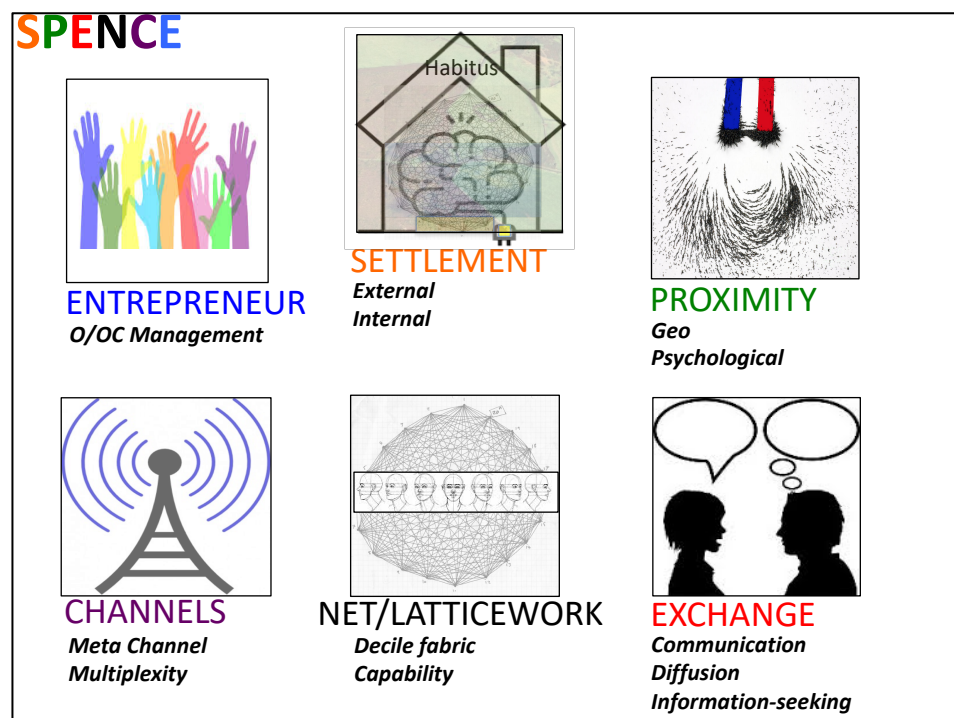 SPENCE
Habitus
ENTREPRENEUR
O/OC Management
SETTLEMENT
External
Internal
PROXIMITY
Geo
Psychological
CHANNELS
Meta Channel
Multiplexity
NET/LATTICEWORK
Decile fabric
Capability
EXCHANGE
Communication
Diffusion
Information-seeking